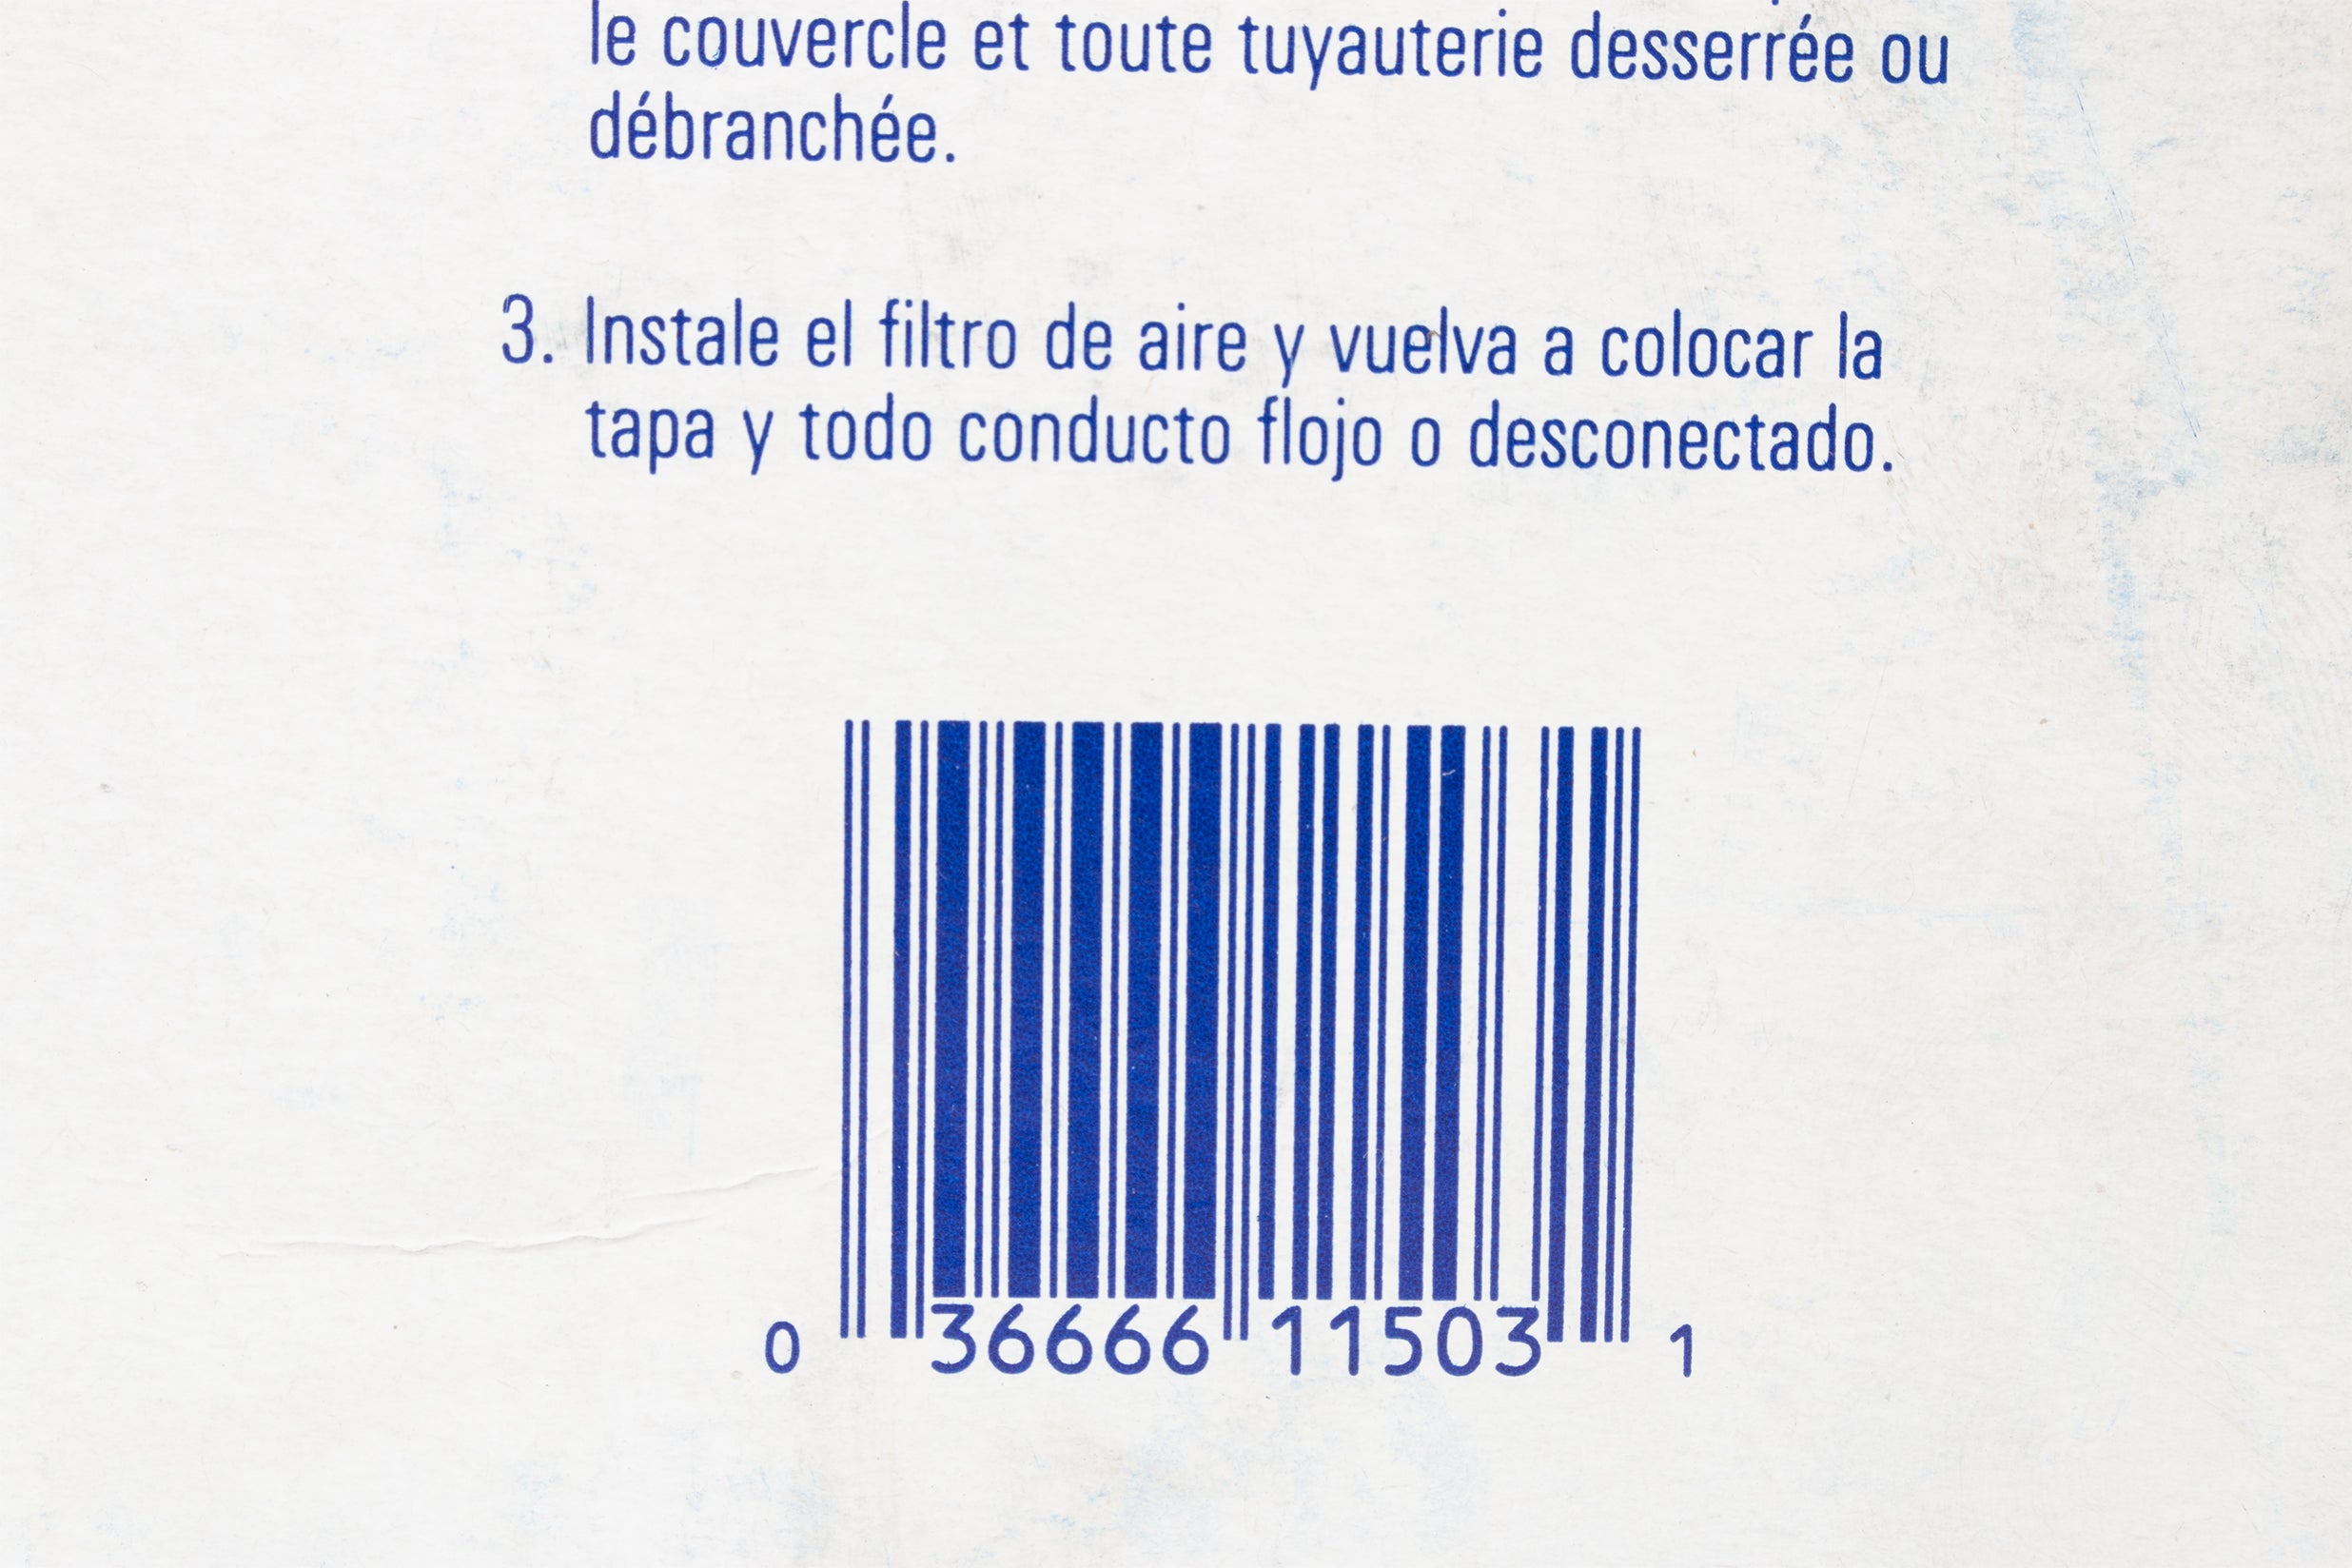 le couvercle et toute tuyauterie desserrée ou
débranchée.
3. Instale el filtro de aire y vuelva a colocar la
tapa y todo conducto flojo o desconectado.
0 36666 11503 1